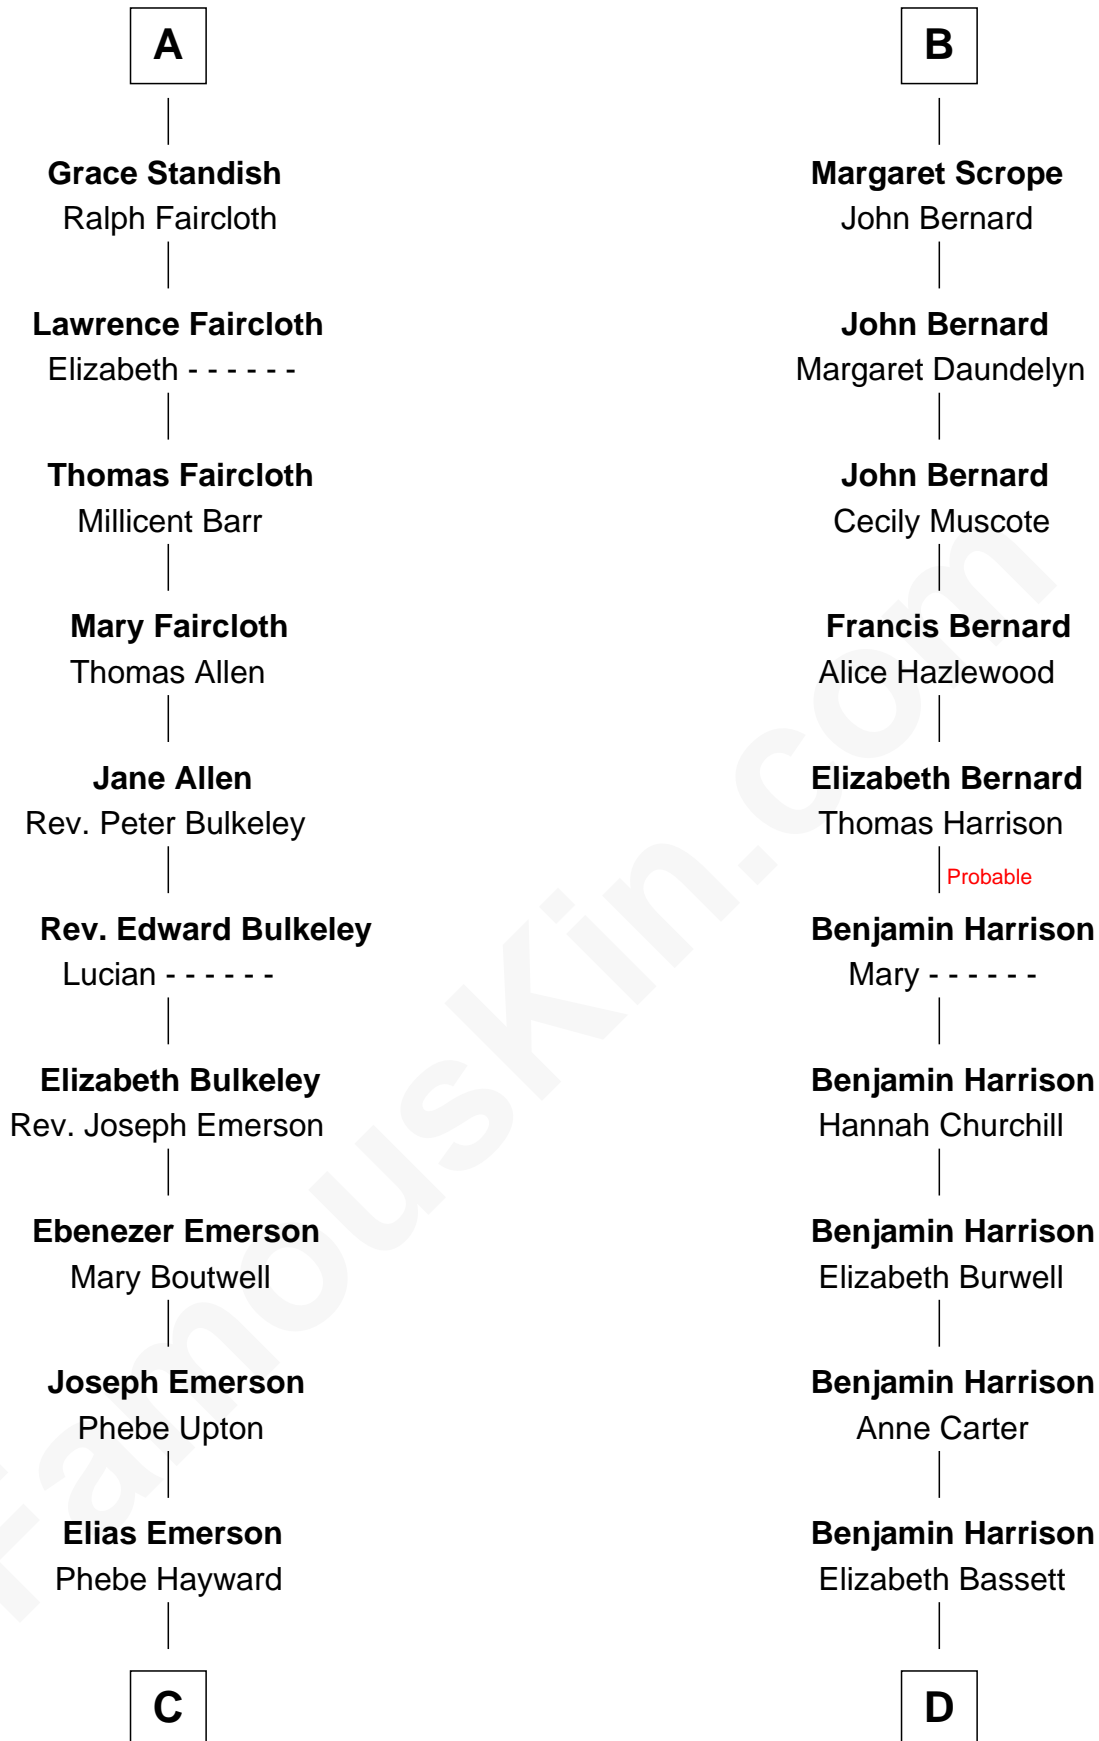 A
Grace Standish
Ralph Faircloth
Lawrence Faircloth
Elizabeth - - - - - -
Thomas Faircloth
Millicent Barr
Mary Faircloth
Thomas Allen
Jane Allen
Rev. Peter Bulkeley
Rev. Edward Bulkeley
Lucian - - - - - -
Elizabeth Bulkeley
Rev. Joseph Emerson
Ebenezer Emerson
Mary Boutwell
Joseph Emerson
Phebe Upton
Elias Emerson
Phebe Hayward
C
B
Margaret Scrope
John Bernard
John Bernard
Margaret Daundelyn
John Bernard
Cecily Muscote
Francis Bernard
Alice Hazlewood
Elizabeth Bernard
Thomas Harrison
Probable
Benjamin Harrison
Mary - - - - - -
Benjamin Harrison
Hannah Churchill
Benjamin Harrison
Elizabeth Burwell
Benjamin Harrison
Anne Carter
Benjamin Harrison
Elizabeth Bassett
D
FamousKin.com